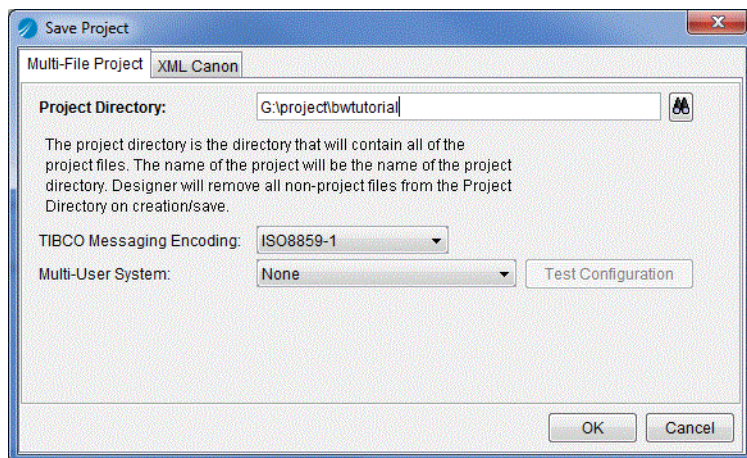 Save Project
Multi-File Project XML Canon
Project Directory: G:\project\bwtutorial
The project directory is the directory that will contain all of the
project files. The name of the project will be the name of the project
directory. Designer will remove all non-project files from the Project
Directory on creation/save.
TIBCO Messaging Encoding: ISO8859-1
Multi-User System: None Test Configuration
OK Cancel